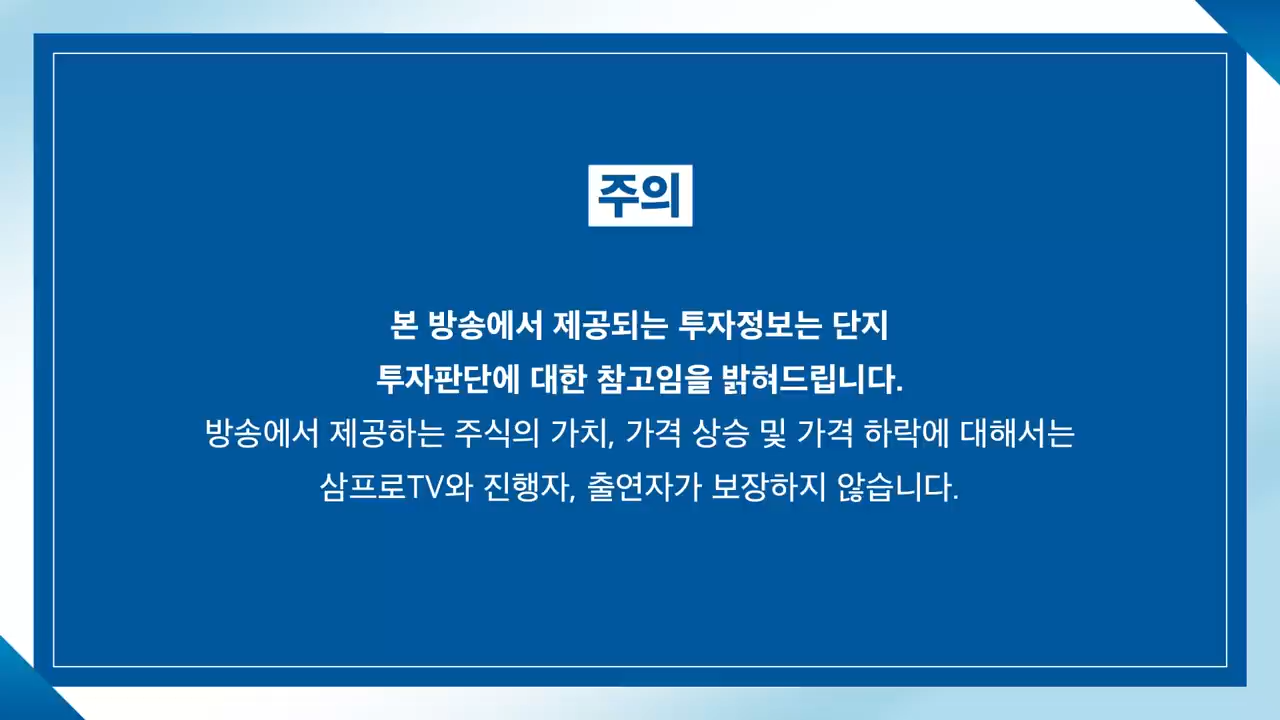 주의
본 방송에서 제공되는 투자정보는 단지
투자판단에 대한 참고임을 밝혀드립니다.
방송에서 제공하는 주식의 가치, 가격 상승 및 가격 하락에 대해서는
삼프로TV와 진행자, 출연자가 보장하지 않습니다.